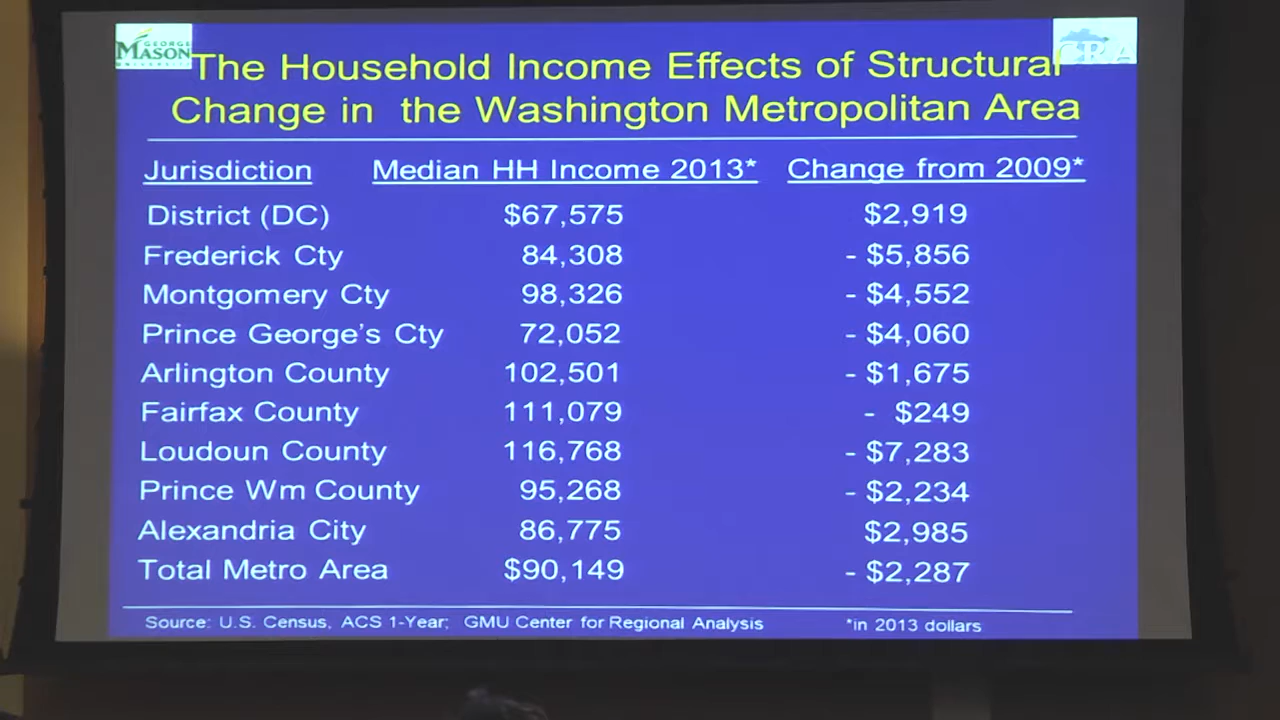 GEORGE
MASON
UNIVERSITY
CRA
The Household Income Effects of Structural
Change in the Washington Metropolitan Area
Jurisdiction Median HH Income 2013* Change from 2009*
District (DC) $67,575 $2,919
Frederick Cty 84,308 - $5,856
Montgomery Cty 98,326 - $4,552
Prince George's Cty 72,052 - $4,060
Arlington County 102,501 - $1,675
Fairfax County 111,079 - $249
Loudoun County 116,768 - $7,283
Prince Wm County 95,268 - $2,234
Alexandria City 86,775 $2,985
Total Metro Area $90,149 - $2,287
Source: U.S. Census, ACS 1-Year; GMU Center for Regional Analysis *in 2013 dollars